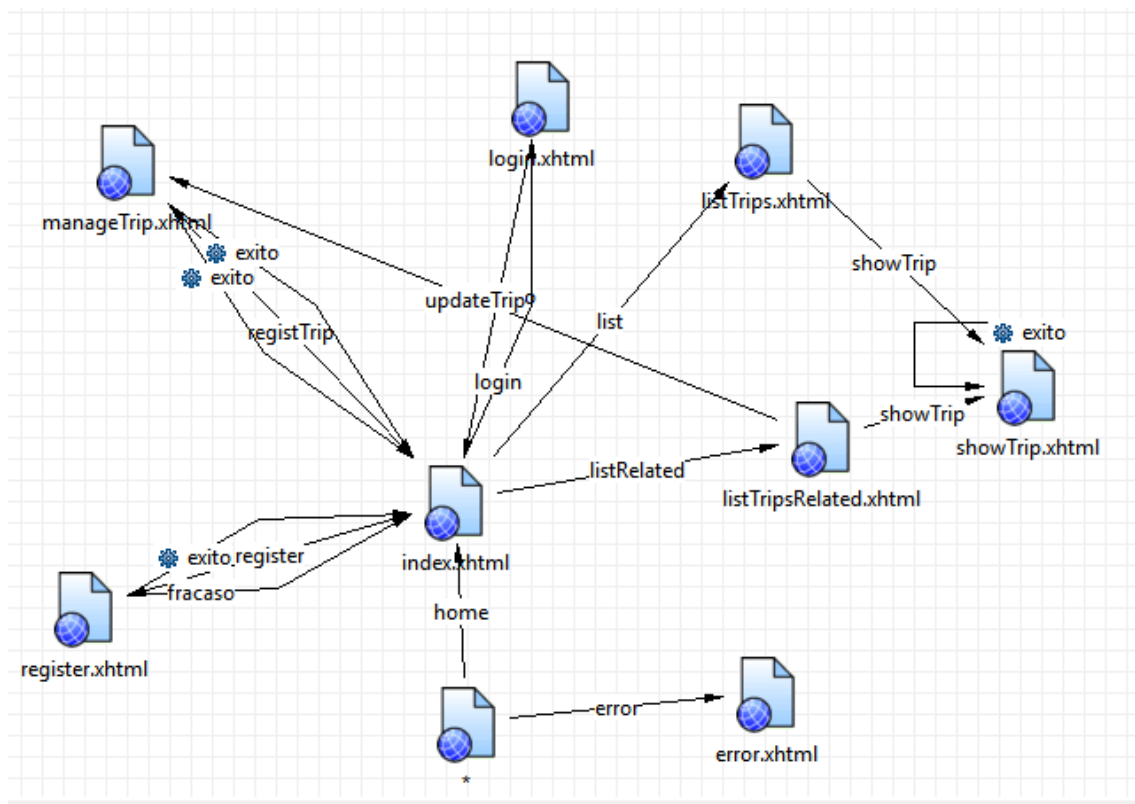 login.xhtml
listTrips.xhtml
manageTrip.xhtml
exito
exito
showTrip
updateTrip
list
registTrip
exito
login
showTrip
showTrip.xhtml
listRelated
listTripsRelated.xhtml
index.xhtml
exito
register
fracaso
home
register.xhtml
error
error.xhtml
*